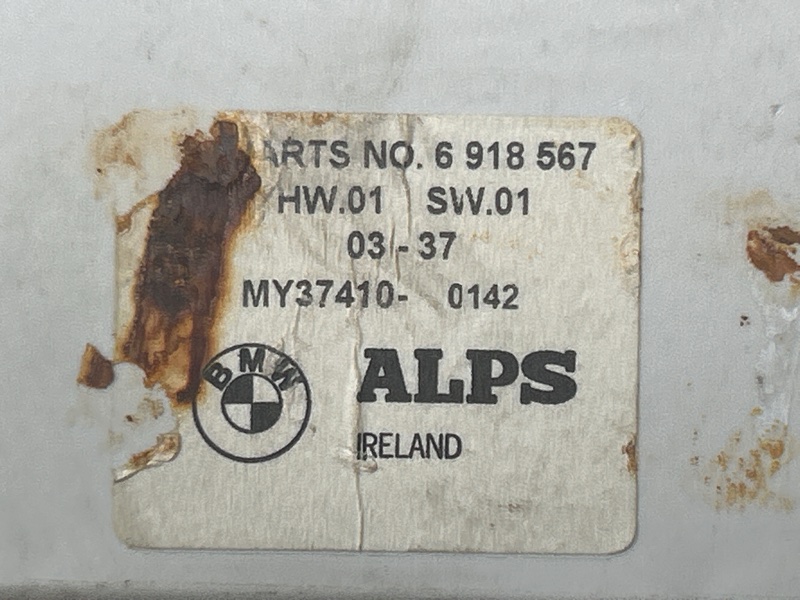 ARTS NO. 6 918 567
HW.01 SW.01
03 - 37
MY37410- 0142
BMW
ALPS
IRELAND